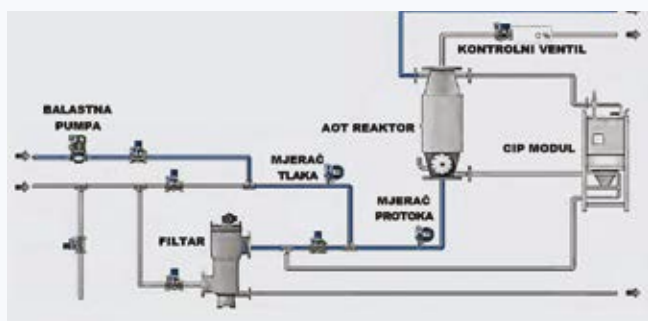 KONTROLNI VENTIL
BALASTNA
PUMPA
AOT REAKTOR
CIP MODUL
MJERAČ
TLAKA
MJERAČ
PROTOKA
FILTAR